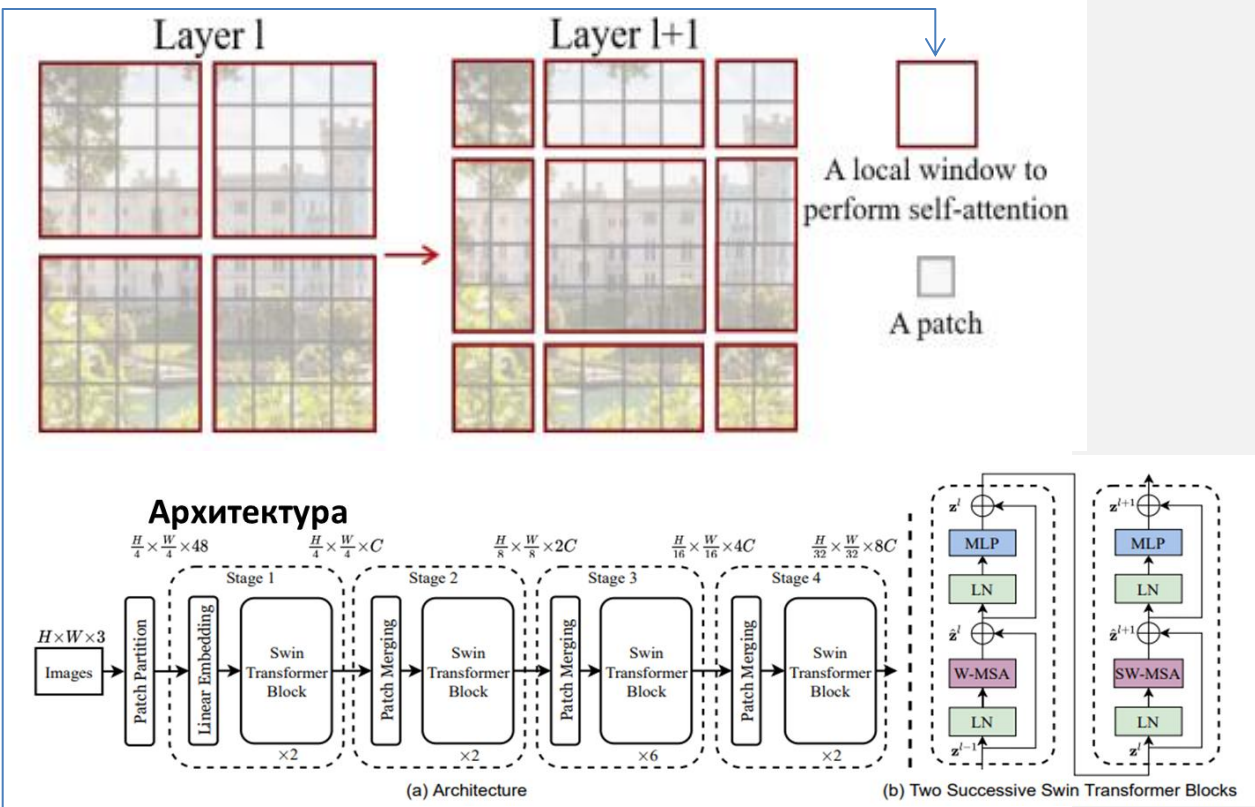 Layer l
Layer l+1
A local window to
perform self-attention
A patch
Архитектура
H/4 × W/4 × 48
H/4 × W/4 × C
H/8 × W/8 × 2C
H/16 × W/16 × 4C
H/32 × W/32 × 8C
Stage 1
Stage 2
Stage 3
Stage 4
H×W×3
Images
Patch Partition
Linear Embedding
Swin
Transformer
Block
×2
Patch Merging
Swin
Transformer
Block
×2
Patch Merging
Swin
Transformer
Block
×6
Patch Merging
Swin
Transformer
Block
×2
(a) Architecture
z^l
MLP
LN
ẑ^l
W-MSA
LN
z^{l-1}
z^{l+1}
MLP
LN
ẑ^{l+1}
SW-MSA
LN
z^l
(b) Two Successive Swin Transformer Blocks